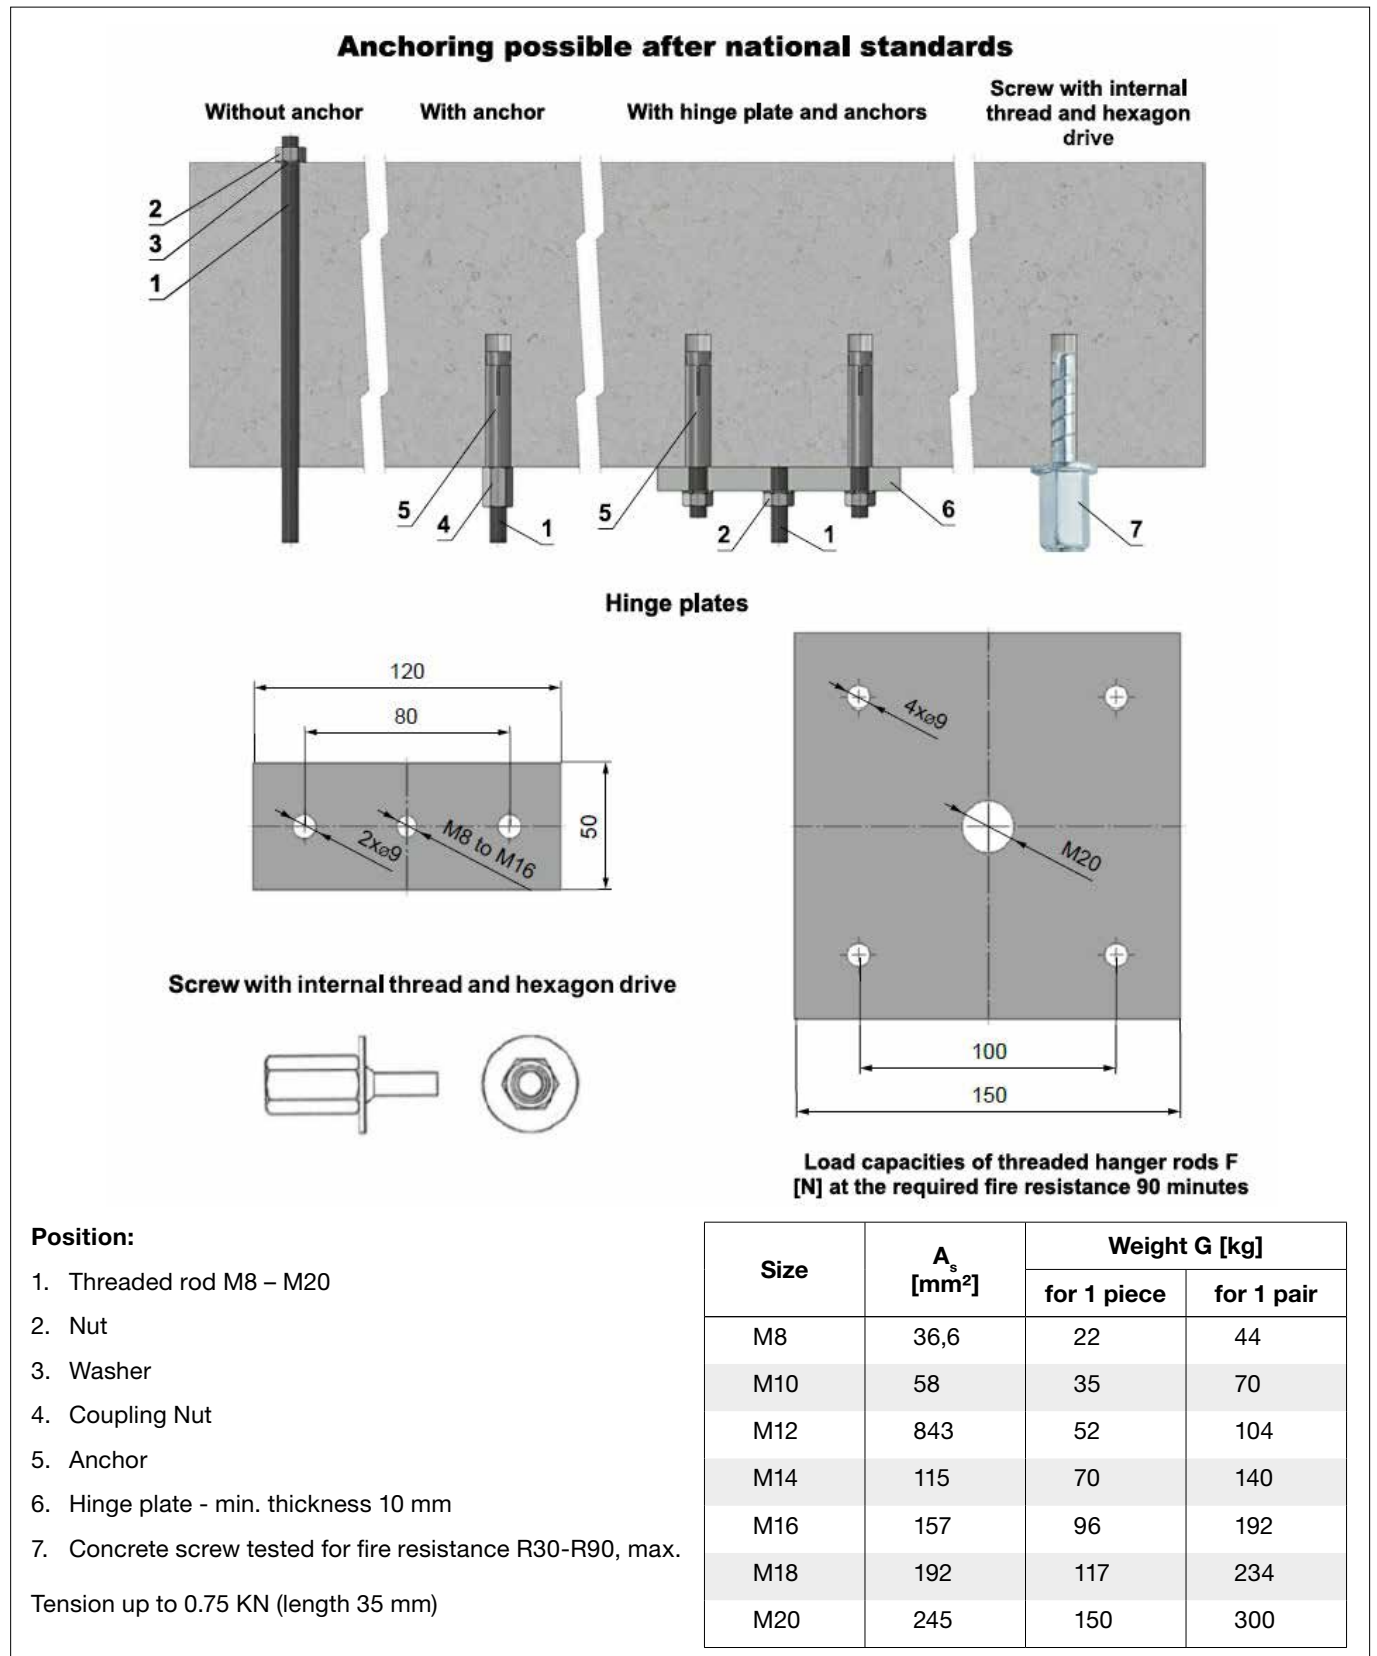 Anchoring possible after national standards
Without anchor
With anchor
With hinge plate and anchors
Screw with internal
thread and hexagon
drive
2
3
1
5
4
1
5
2
1
6
7
Hinge plates
120
80
50
2xø9
M8 to M16
4xø9
M20
100
150
Screw with internal thread and hexagon drive
Load capacities of threaded hanger rods F
[N] at the required fire resistance 90 minutes
Position:
1. Threaded rod M8 – M20
2. Nut
3. Washer
4. Coupling Nut
5. Anchor
6. Hinge plate - min. thickness 10 mm
7. Concrete screw tested for fire resistance R30-R90, max.
Tension up to 0.75 KN (length 35 mm)
Size As [mm²] Weight G [kg]
for 1 piece for 1 pair
M8 36,6 22 44
M10 58 35 70
M12 843 52 104
M14 115 70 140
M16 157 96 192
M18 192 117 234
M20 245 150 300